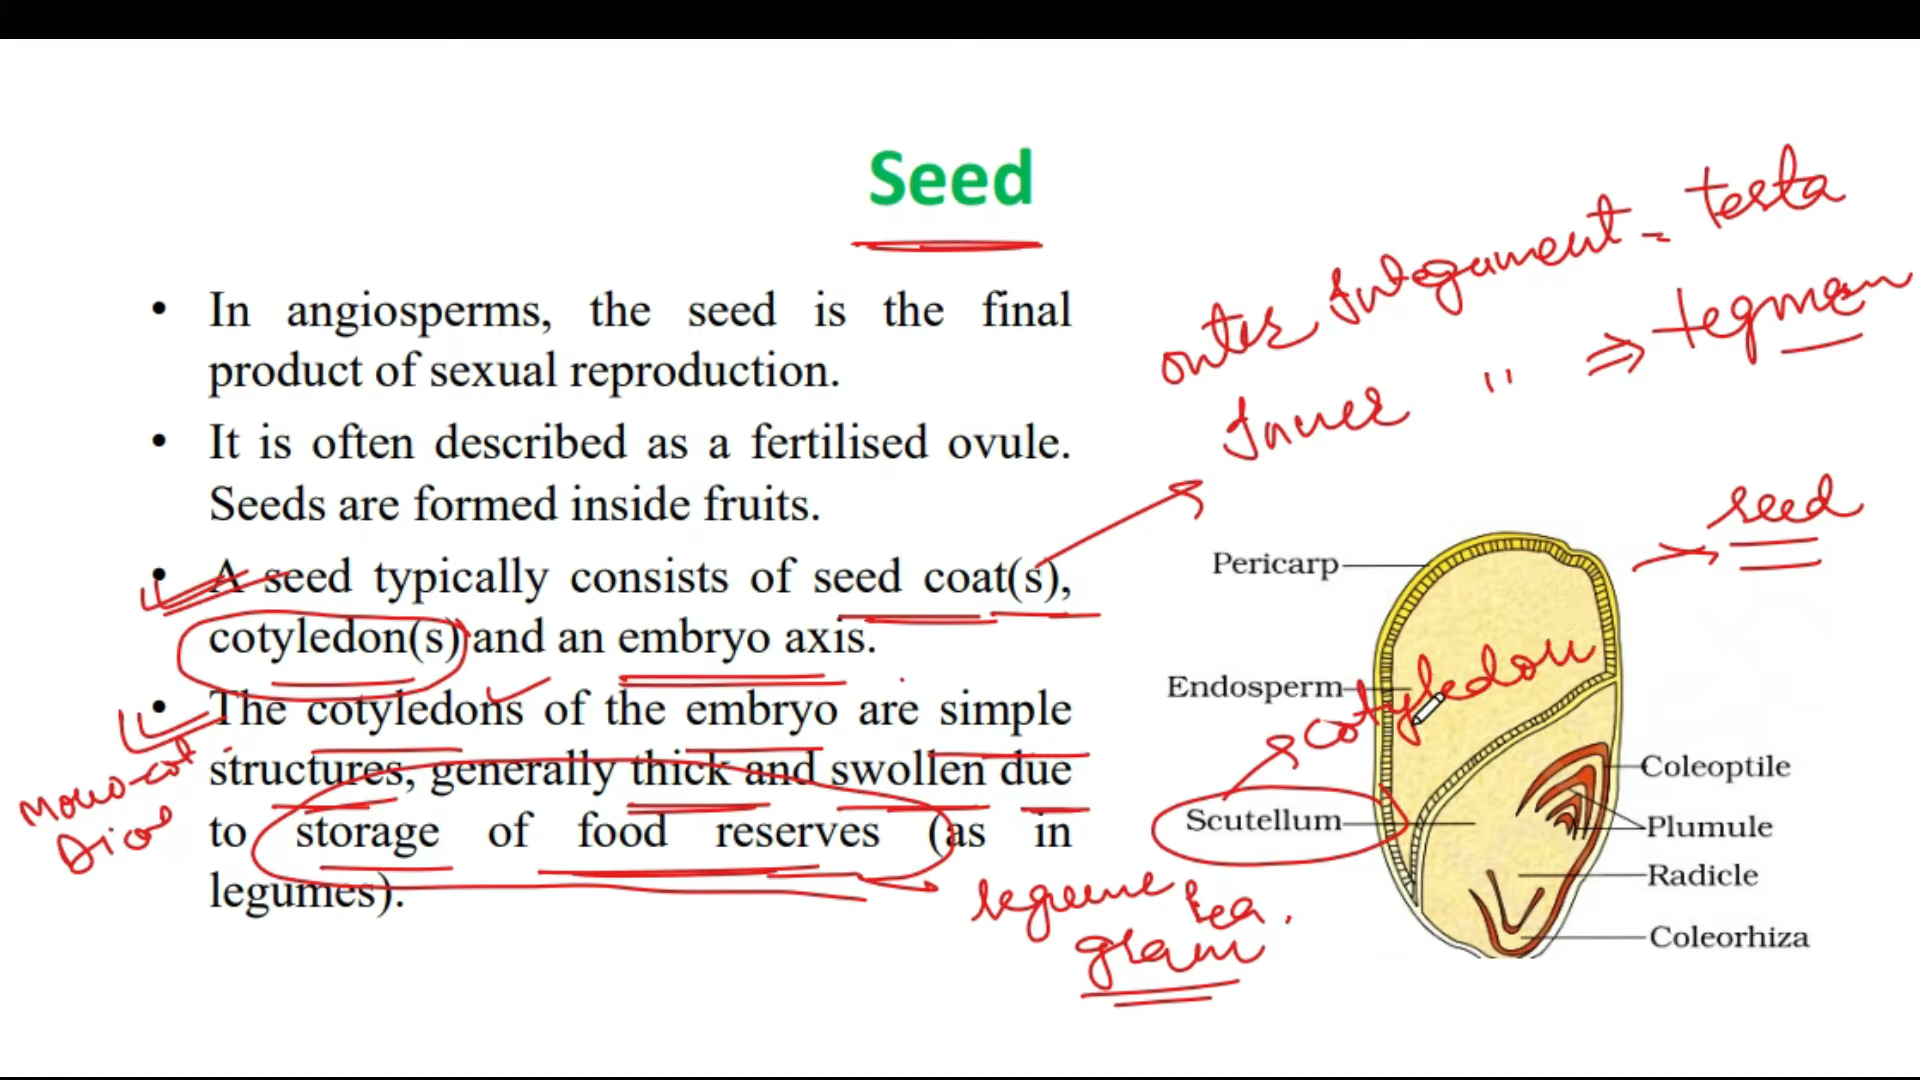 Seed
• In angiosperms, the seed is the final
product of sexual reproduction.
• It is often described as a fertilised ovule.
Seeds are formed inside fruits.
• A seed typically consists of seed coat(s),
cotyledon(s) and an embryo axis.
• The cotyledons of the embryo are simple
structures, generally thick and swollen due
to storage of food reserves (as in
legumes).
Mono-cot
Dicot
outer Integument = testa
Inner " ⇒ tegmen
seed
cotyledon
legume Pea.
gram
Pericarp
Endosperm
Scutellum
Coleoptile
Plumule
Radicle
Coleorhiza